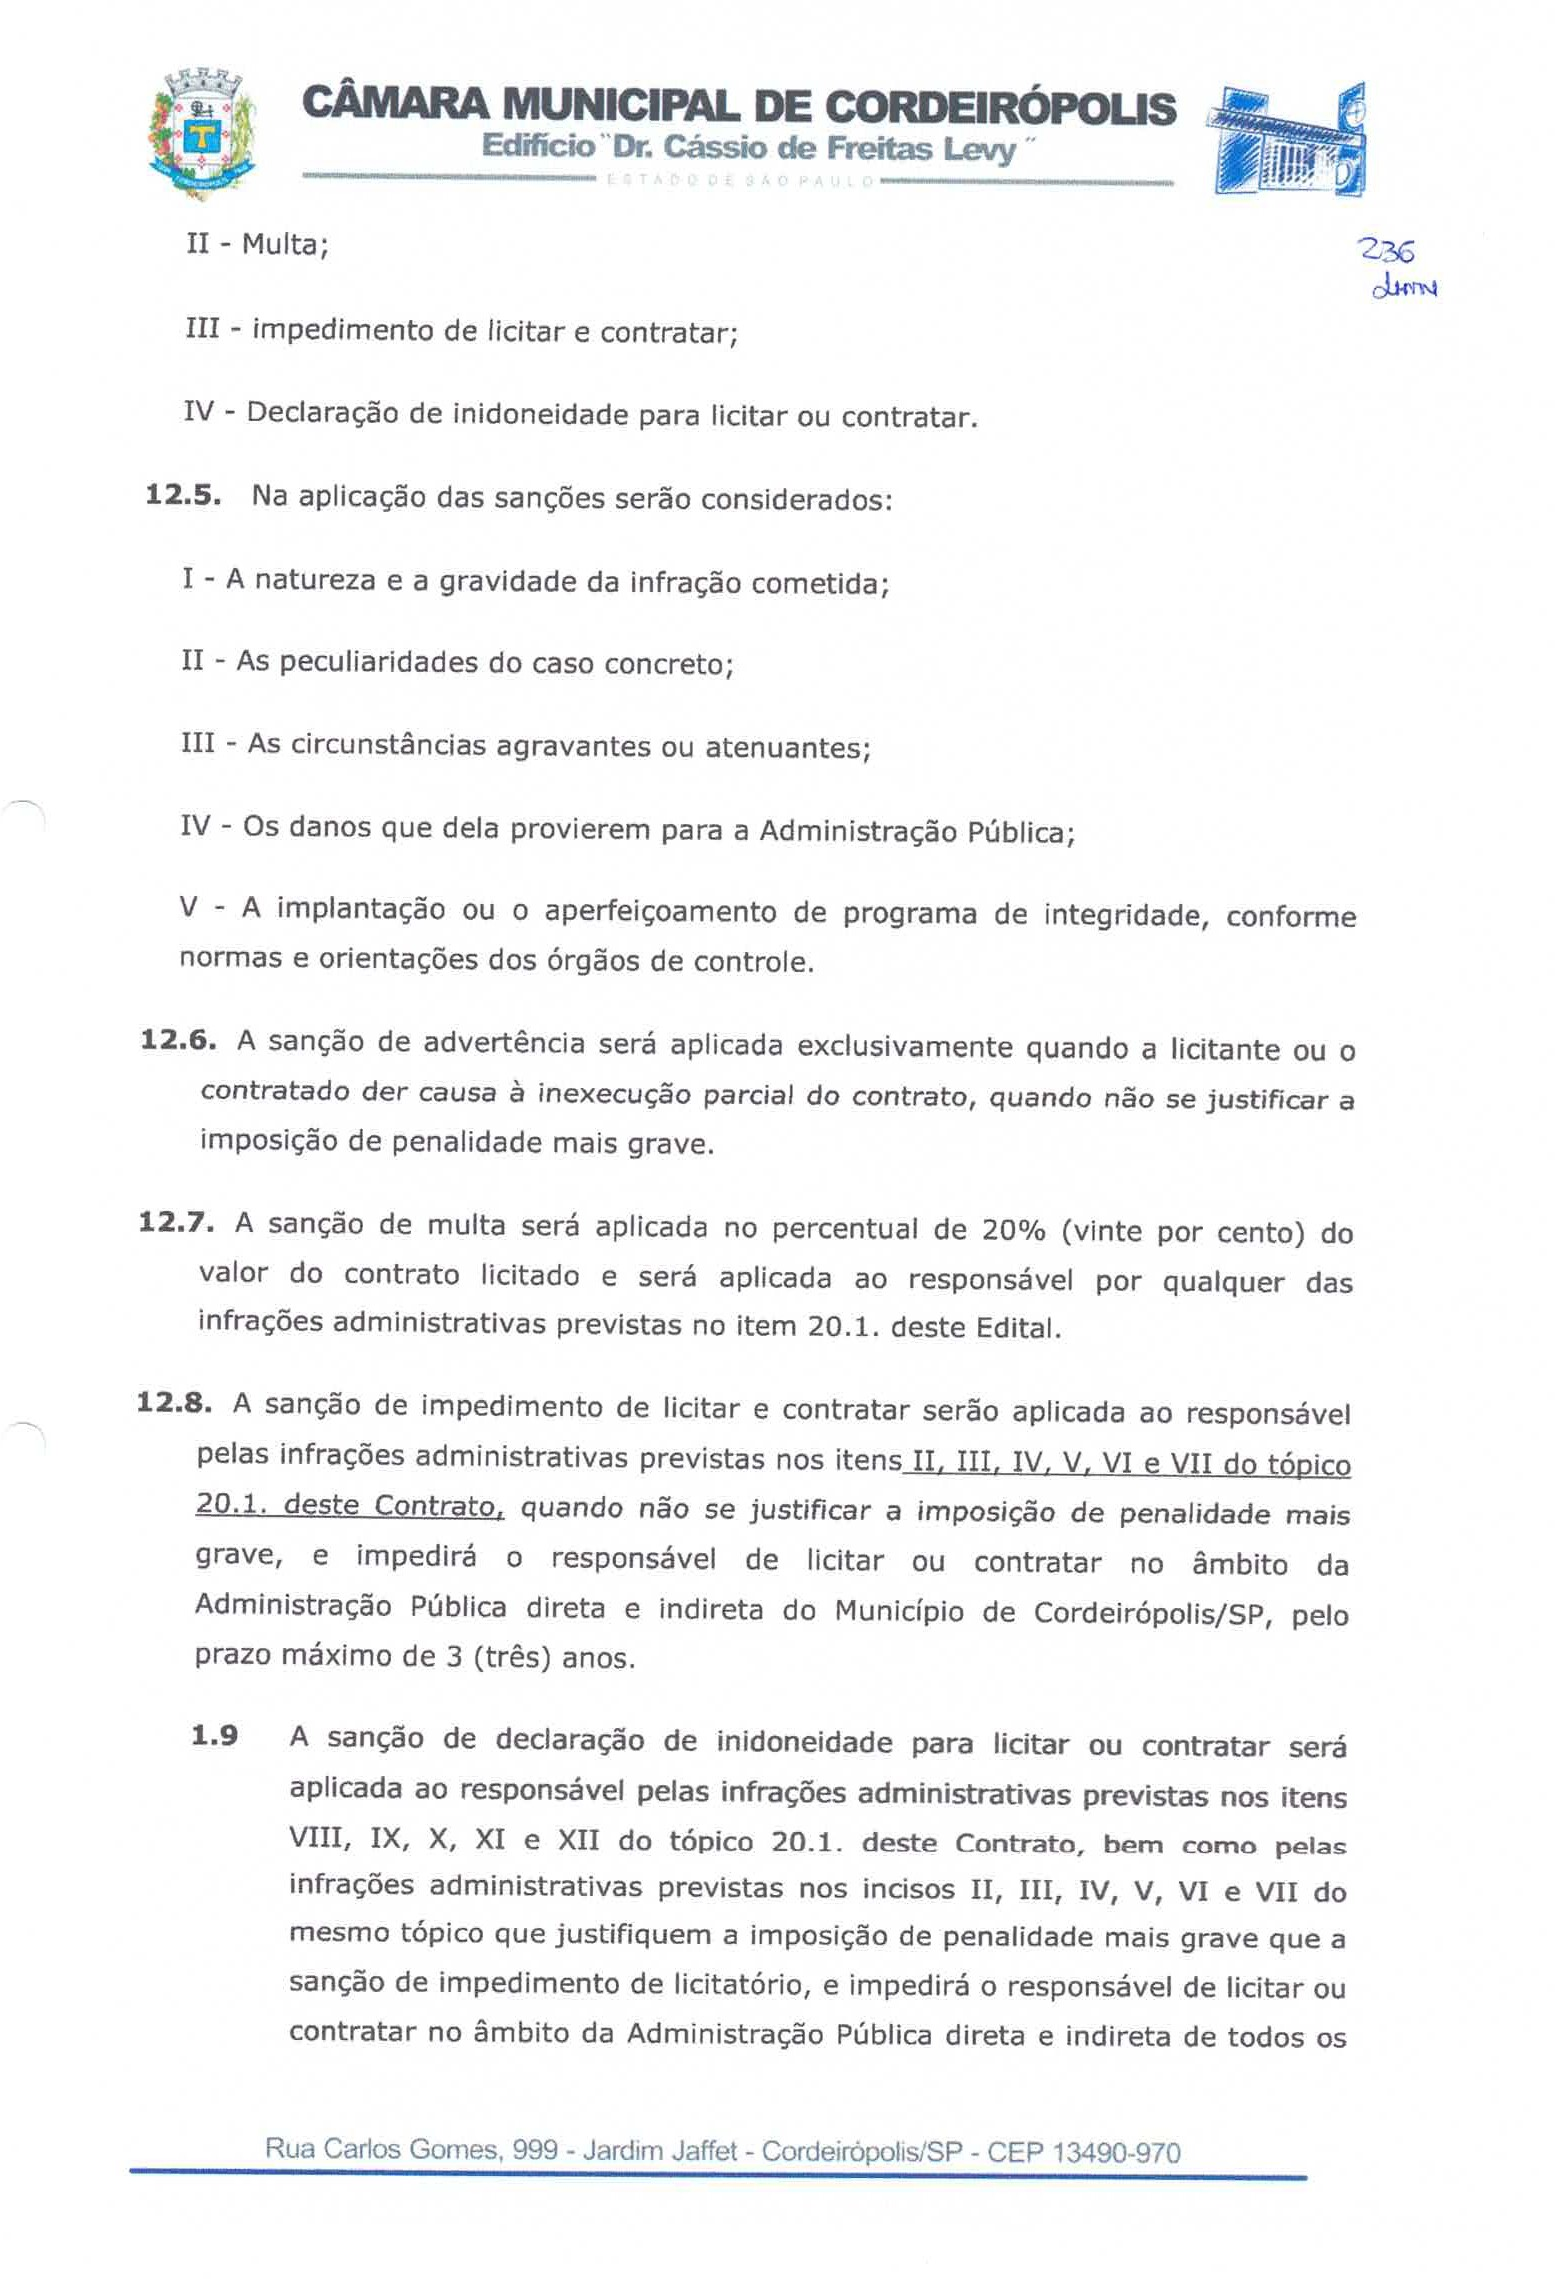 CÂMARA MUNICIPAL DE CORDEIRÓPOLIS
Edifício "Dr. Cássio de Freitas Levy"
ESTADO DE SÃO PAULO
236
II - Multa;
III - impedimento de licitar e contratar;
IV - Declaração de inidoneidade para licitar ou contratar.
12.5. Na aplicação das sanções serão considerados:
I - A natureza e a gravidade da infração cometida;
II - As peculiaridades do caso concreto;
III - As circunstâncias agravantes ou atenuantes;
IV - Os danos que dela provierem para a Administração Pública;
V - A implantação ou o aperfeiçoamento de programa de integridade, conforme
normas e orientações dos órgãos de controle.
12.6. A sanção de advertência será aplicada exclusivamente quando a licitante ou o
contratado der causa à inexecução parcial do contrato, quando não se justificar a
imposição de penalidade mais grave.
12.7. A sanção de multa será aplicada no percentual de 20% (vinte por cento) do
valor do contrato licitado e será aplicada ao responsável por qualquer das
infrações administrativas previstas no item 20.1. deste Edital.
12.8. A sanção de impedimento de licitar e contratar serão aplicada ao responsável
pelas infrações administrativas previstas nos itens II, III, IV, V, VI e VII do tópico
20.1. deste Contrato, quando não se justificar a imposição de penalidade mais
grave, e impedirá o responsável de licitar ou contratar no âmbito da
Administração Pública direta e indireta do Município de Cordeirópolis/SP, pelo
prazo máximo de 3 (três) anos.
1.9 A sanção de declaração de inidoneidade para licitar ou contratar será
aplicada ao responsável pelas infrações administrativas previstas nos itens
VIII, IX, X, XI e XII do tópico 20.1. deste Contrato, bem como pelas
infrações administrativas previstas nos incisos II, III, IV, V, VI e VII do
mesmo tópico que justifiquem a imposição de penalidade mais grave que a
sanção de impedimento de licitatório, e impedirá o responsável de licitar ou
contratar no âmbito da Administração Pública direta e indireta de todos os
Rua Carlos Gomes, 999 - Jardim Jaffet - Cordeirópolis/SP - CEP 13490-970